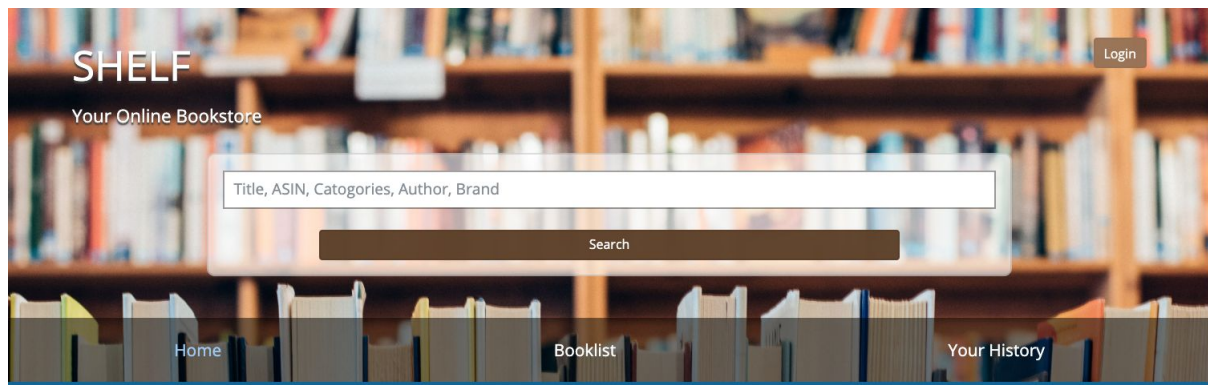 SHELF
Login
Your Online Bookstore
Title, ASIN, Catogories, Author, Brand
Search
Home
Booklist
Your History